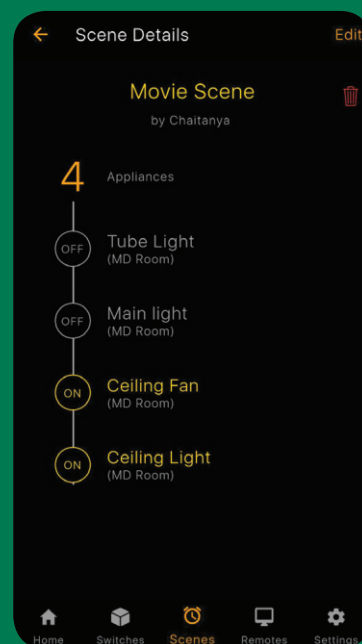 Scene Details Edit
Movie Scene
by Chaitanya
4 Appliances
OFF Tube Light
(MD Room)
OFF Main light
(MD Room)
ON Ceiling Fan
(MD Room)
ON Ceiling Light
(MD Room)
Home Switches Scenes Remotes Settings